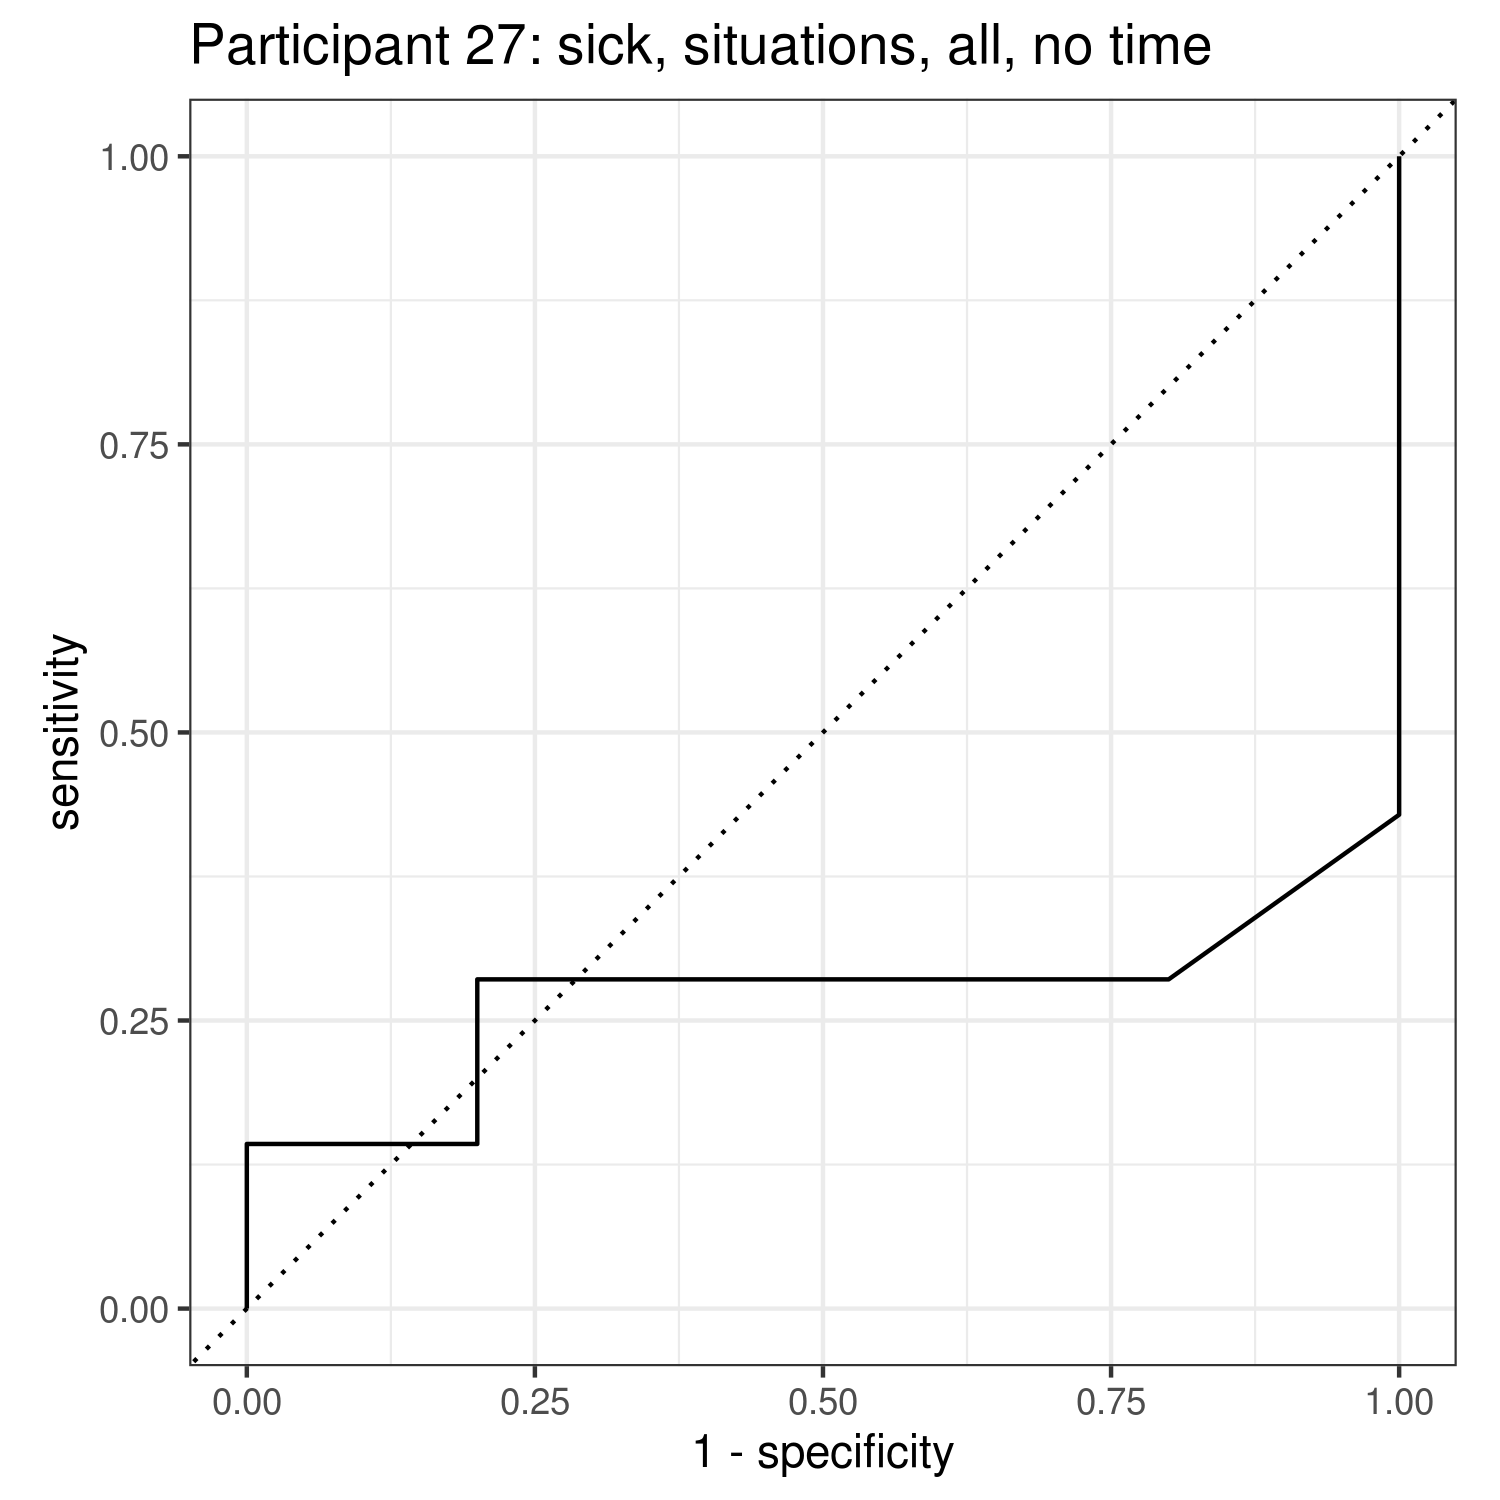 Participant 27: sick, situations, all, no time
1.00
0.75
0.50
0.25
0.00
sensitivity
0.00 0.25 0.50 0.75 1.00
1 - specificity